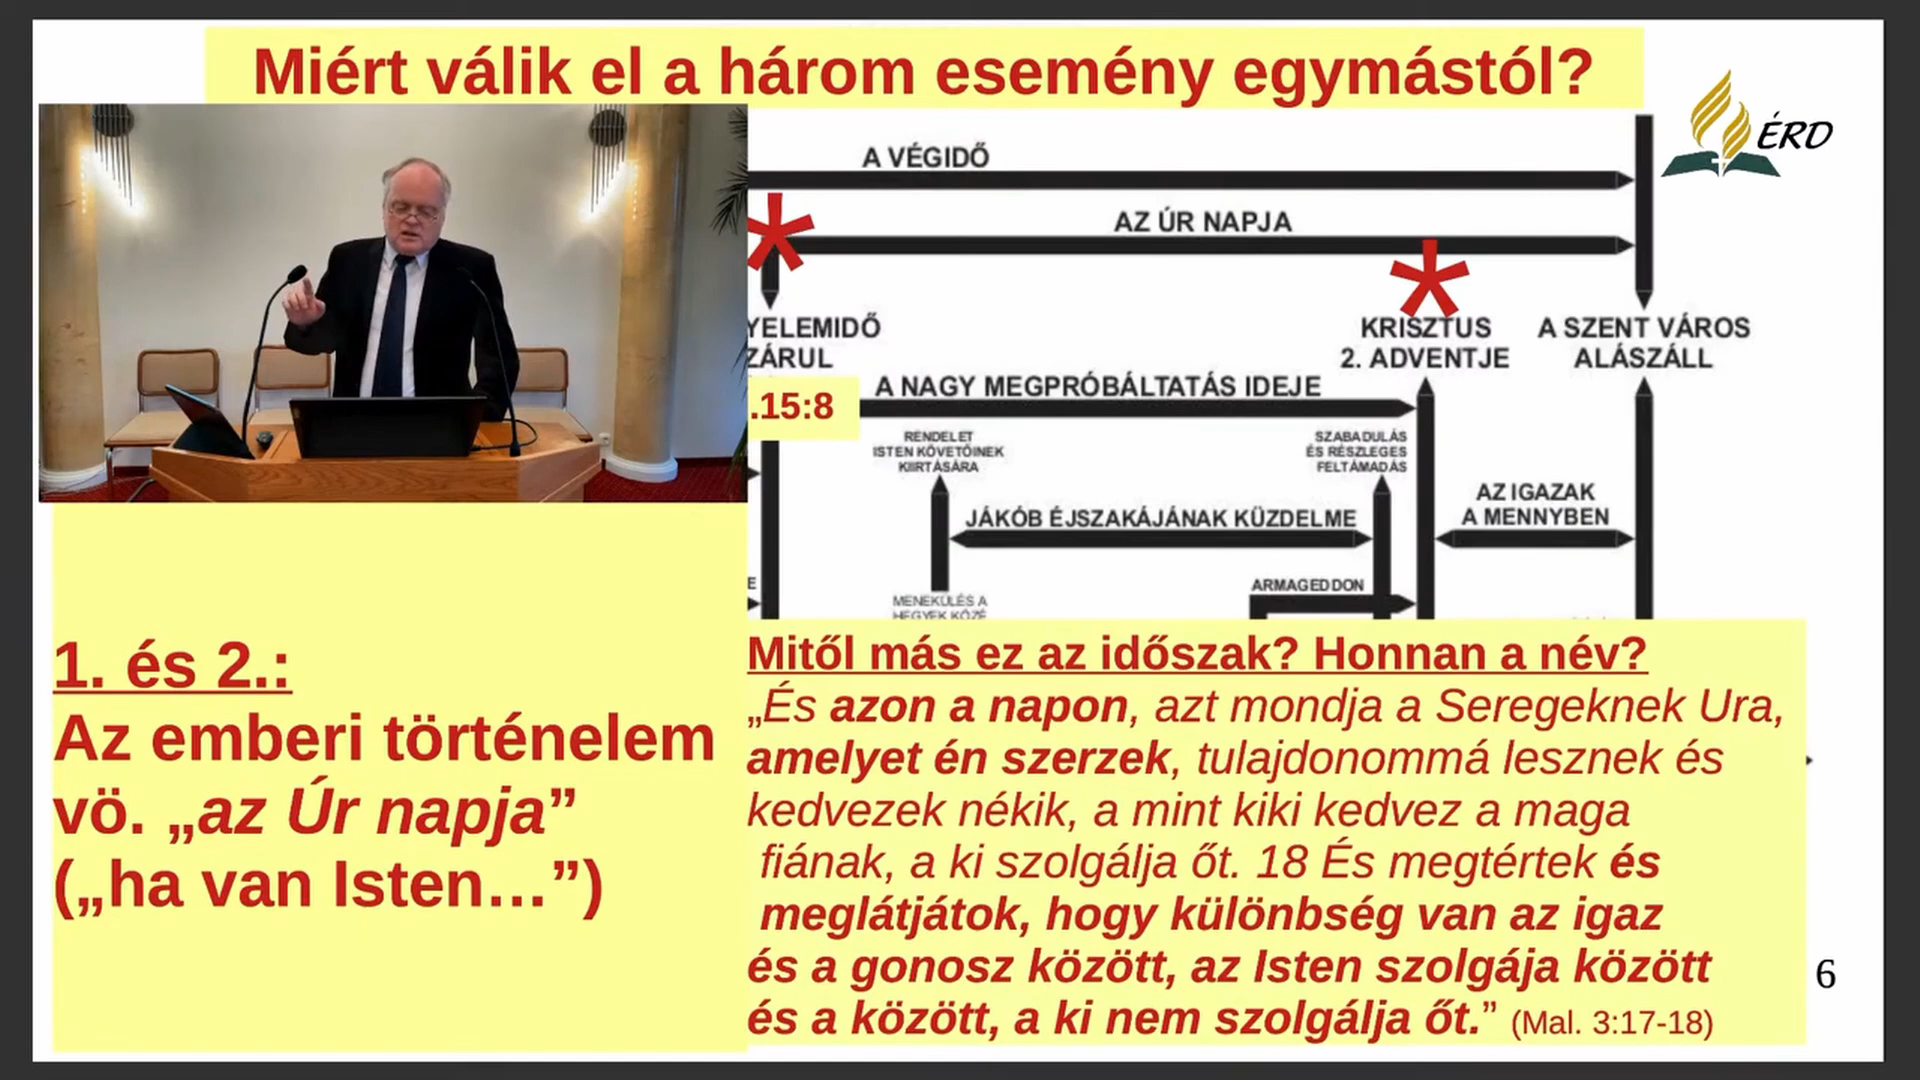 Miért válik el a három esemény egymástól?
ÉRD
A VÉGIDŐ
AZ ÚR NAPJA
YELEMIDŐ
ZÁRUL
KRISZTUS
2. ADVENTJE
A SZENT VÁROS
ALÁSZÁLL
.15:8
A NAGY MEGPRÓBÁLTATÁS IDEJE
RENDELET
ISTEN KÖVETŐINEK
KIIRTÁSÁRA
SZABADULÁS
ÉS RÉSZLEGES
FELTÁMADÁS
AZ IGAZAK
A MENNYBEN
JÁKÓB ÉJSZAKÁJÁNAK KÜZDELME
E
ARMAGEDDON
MENEKÜLÉS A
HEGYEK KÖZÉ
1. és 2.:
Az emberi történelem
vö. „az Úr napja”
(„ha van Isten…”)
Mitől más ez az időszak? Honnan a név?
„És azon a napon, azt mondja a Seregeknek Ura,
amelyet én szerzek, tulajdonommá lesznek és
kedvezek nékik, a mint kiki kedvez a maga
fiának, a ki szolgálja őt. 18 És megtértek és
meglátjátok, hogy különbség van az igaz
és a gonosz között, az Isten szolgája között
és a között, a ki nem szolgálja őt.” (Mal. 3:17-18)
6